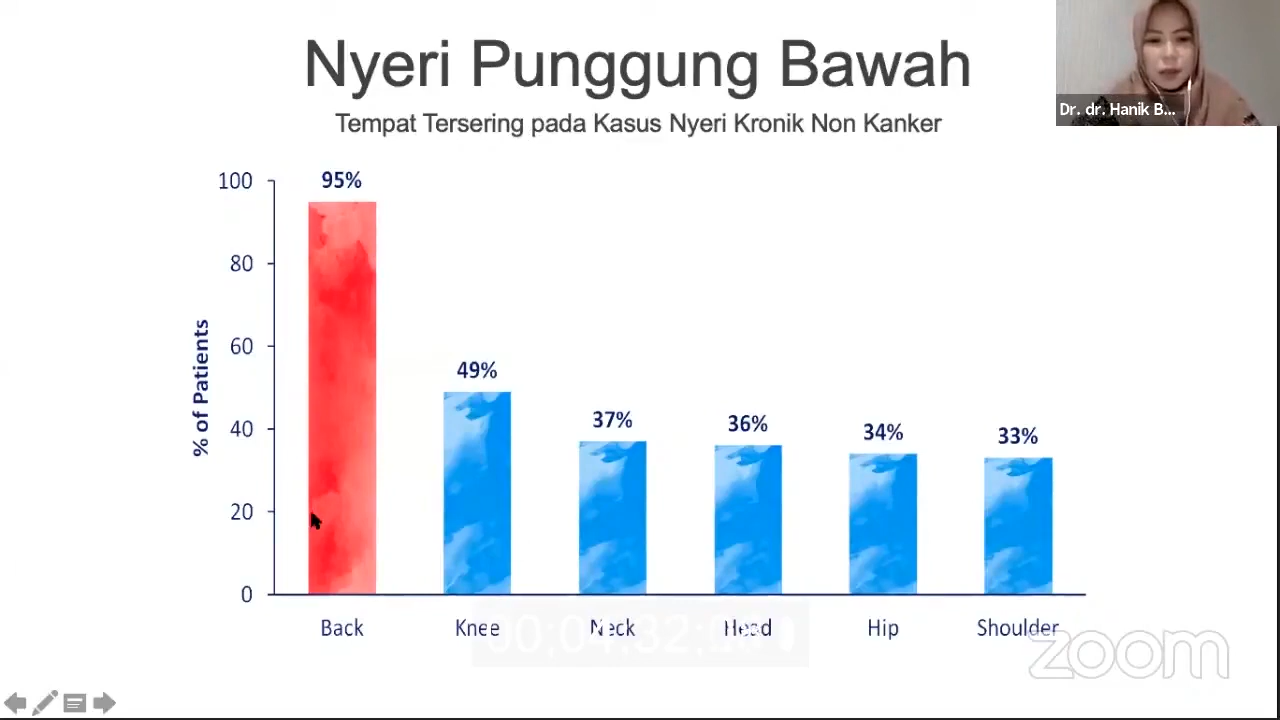 Nyeri Punggung Bawah
Dr. dr. Hanik B...
Tempat Tersering pada Kasus Nyeri Kronik Non Kanker
% of Patients
100
80
60
40
20
0
95%
49%
37%
36%
34%
33%
Back
Knee
Neck
Head
Hip
Shoulder
zoom